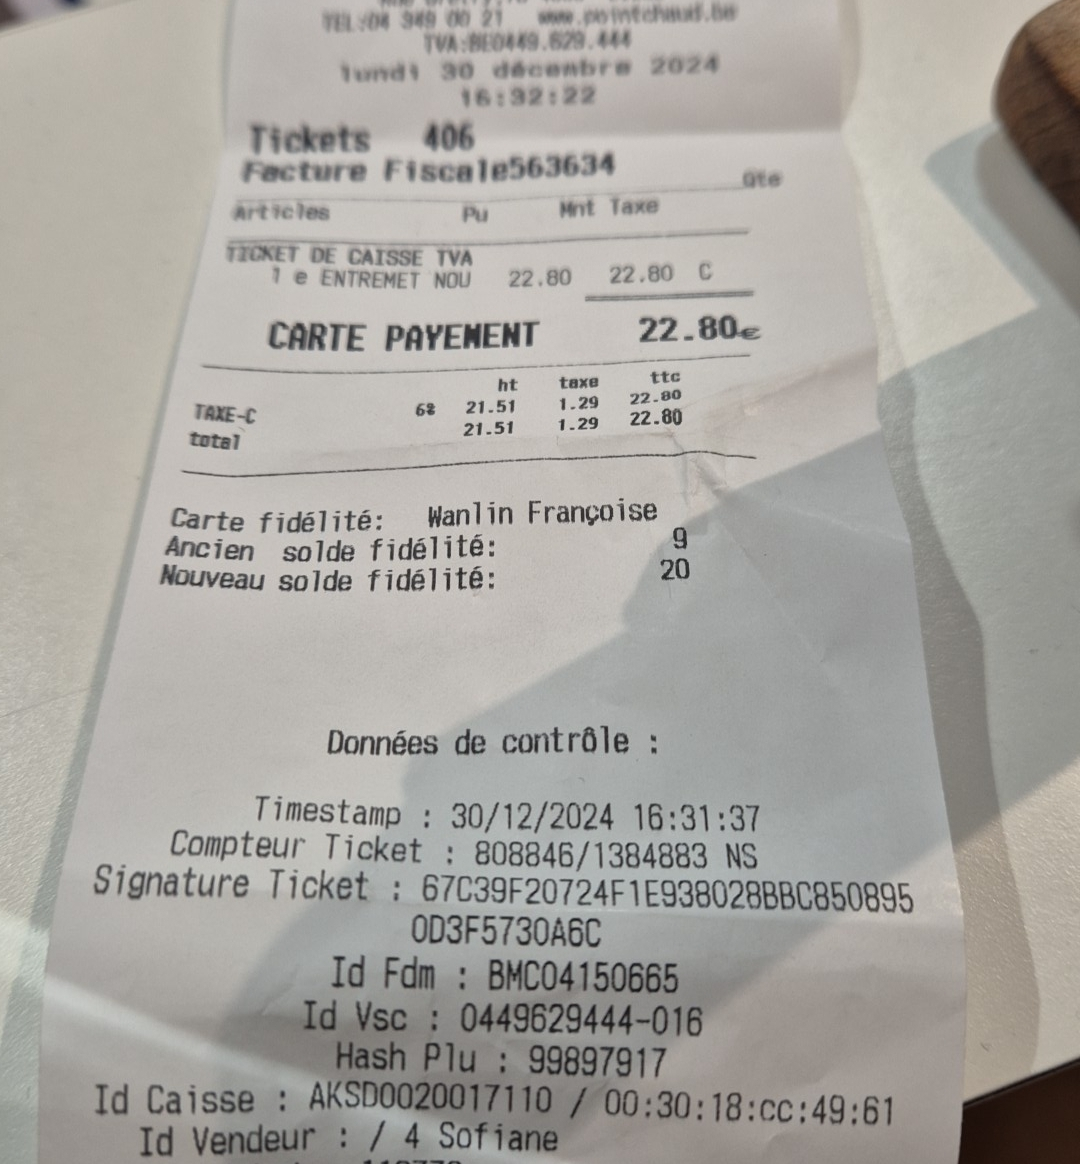 TEL:04 349 00 21 www.pointchaud.be
TVA:BE0449.629.444
lundi 30 décembre 2024
16:32:22
Tickets 406
Facture Fiscale563634
Qte
Articles Pu Mnt Taxe
TICKET DE CAISSE TVA
1 e ENTREMET NOU 22.80 22.80 C
CARTE PAYEMENT 22.80€
ht taxe ttc
TAXE-C 6% 21.51 1.29 22.80
total 21.51 1.29 22.80
Carte fidélité: Wanlin Françoise
Ancien solde fidélité: 9
Nouveau solde fidélité: 20
Données de contrôle :
Timestamp : 30/12/2024 16:31:37
Compteur Ticket : 808846/1384883 NS
Signature Ticket : 67C39F20724F1E938028BBC850895
0D3F5730A6C
Id Fdm : BMC04150665
Id Vsc : 0449629444-016
Hash Plu : 99897917
Id Caisse : AKSD0020017110 / 00:30:18:cc:49:61
Id Vendeur : / 4 Sofiane